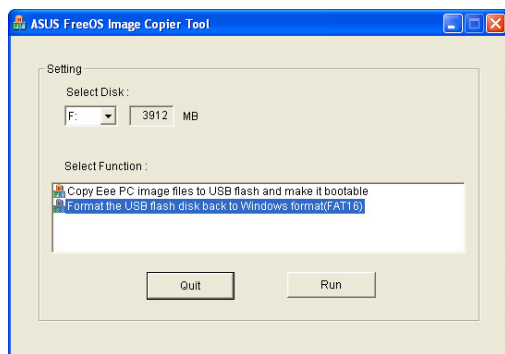 ASUS FreeOS Image Copier Tool
Setting
Select Disk :
F: 3912 MB
Select Function :
Copy Eee PC image files to USB flash and make it bootable
Format the USB flash disk back to Windows format(FAT16)
Quit Run